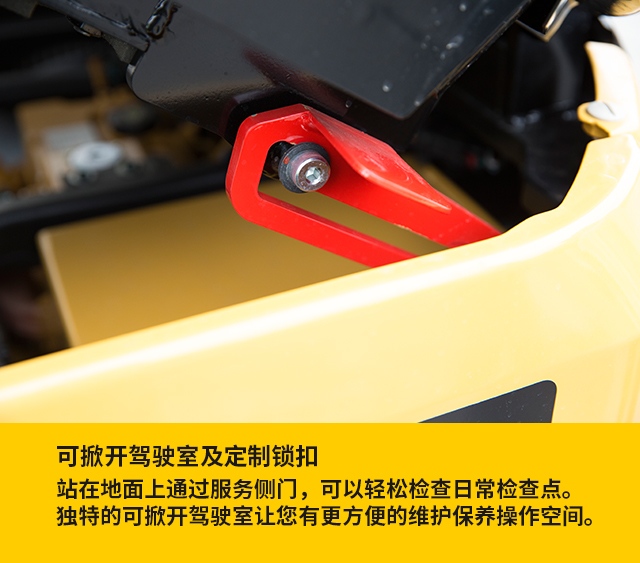 可掀开驾驶室及定制锁扣
站在地面上通过服务侧门，可以轻松检查日常检查点。
独特的可掀开驾驶室让您有更方便的维护保养操作空间。